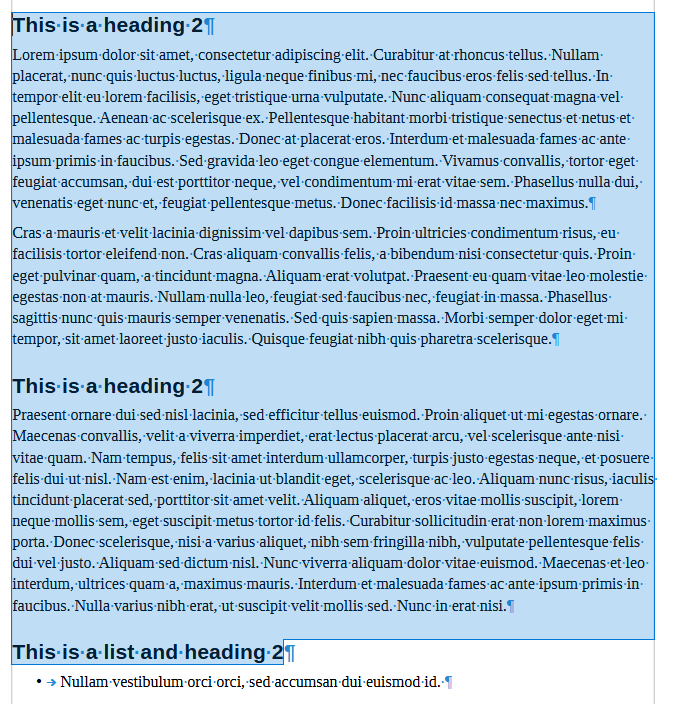 This is a heading 2¶
Lorem ipsum dolor sit amet, consectetur adipiscing elit. Curabitur at rhoncus tellus. Nullam
placerat, nunc quis luctus luctus, ligula neque finibus mi, nec faucibus eros felis sed tellus. In
tempor elit eu lorem facilisis, eget tristique urna vulputate. Nunc aliquam consequat magna vel
pellentesque. Aenean ac scelerisque ex. Pellentesque habitant morbi tristique senectus et netus et
malesuada fames ac turpis egestas. Donec at placerat eros. Interdum et malesuada fames ac ante
ipsum primis in faucibus. Sed gravida leo eget congue elementum. Vivamus convallis, tortor eget
feugiat accumsan, dui est porttitor neque, vel condimentum mi erat vitae sem. Phasellus nulla dui,
venenatis eget nunc et, feugiat pellentesque metus. Donec facilisis id massa nec maximus.¶
Cras a mauris et velit lacinia dignissim vel dapibus sem. Proin ultricies condimentum risus, eu
facilisis tortor eleifend non. Cras aliquam convallis felis, a bibendum nisi consectetur quis. Proin
eget pulvinar quam, a tincidunt magna. Aliquam erat volutpat. Praesent eu quam vitae leo molestie
egestas non at mauris. Nullam nulla leo, feugiat sed faucibus nec, feugiat in massa. Phasellus
sagittis nunc quis mauris semper venenatis. Sed quis sapien massa. Morbi semper dolor eget mi
tempor, sit amet laoreet justo iaculis. Quisque feugiat nibh quis pharetra scelerisque.¶
This is a heading 2¶
Praesent ornare dui sed nisl lacinia, sed efficitur tellus euismod. Proin aliquet ut mi egestas ornare.
Maecenas convallis, velit a viverra imperdiet, erat lectus placerat arcu, vel scelerisque ante nisi
vitae quam. Nam tempus, felis sit amet interdum ullamcorper, turpis justo egestas neque, et posuere
felis dui ut nisl. Nam est enim, lacinia ut blandit eget, scelerisque ac leo. Aliquam nunc risus, iaculis
tincidunt placerat sed, porttitor sit amet velit. Aliquam aliquet, eros vitae mollis suscipit, lorem
neque mollis sem, eget suscipit metus tortor id felis. Curabitur sollicitudin erat non lorem maximus
porta. Donec scelerisque, nisi a varius aliquet, nibh sem fringilla nibh, vulputate pellentesque felis
dui vel justo. Aliquam sed dictum nisl. Nunc viverra aliquam dolor vitae euismod. Maecenas et leo
interdum, ultrices quam a, maximus mauris. Interdum et malesuada fames ac ante ipsum primis in
faucibus. Nulla varius nibh erat, ut suscipit velit mollis sed. Nunc in erat nisi.¶
This is a list and heading 2¶
• → Nullam vestibulum orci orci, sed accumsan dui euismod id. ¶